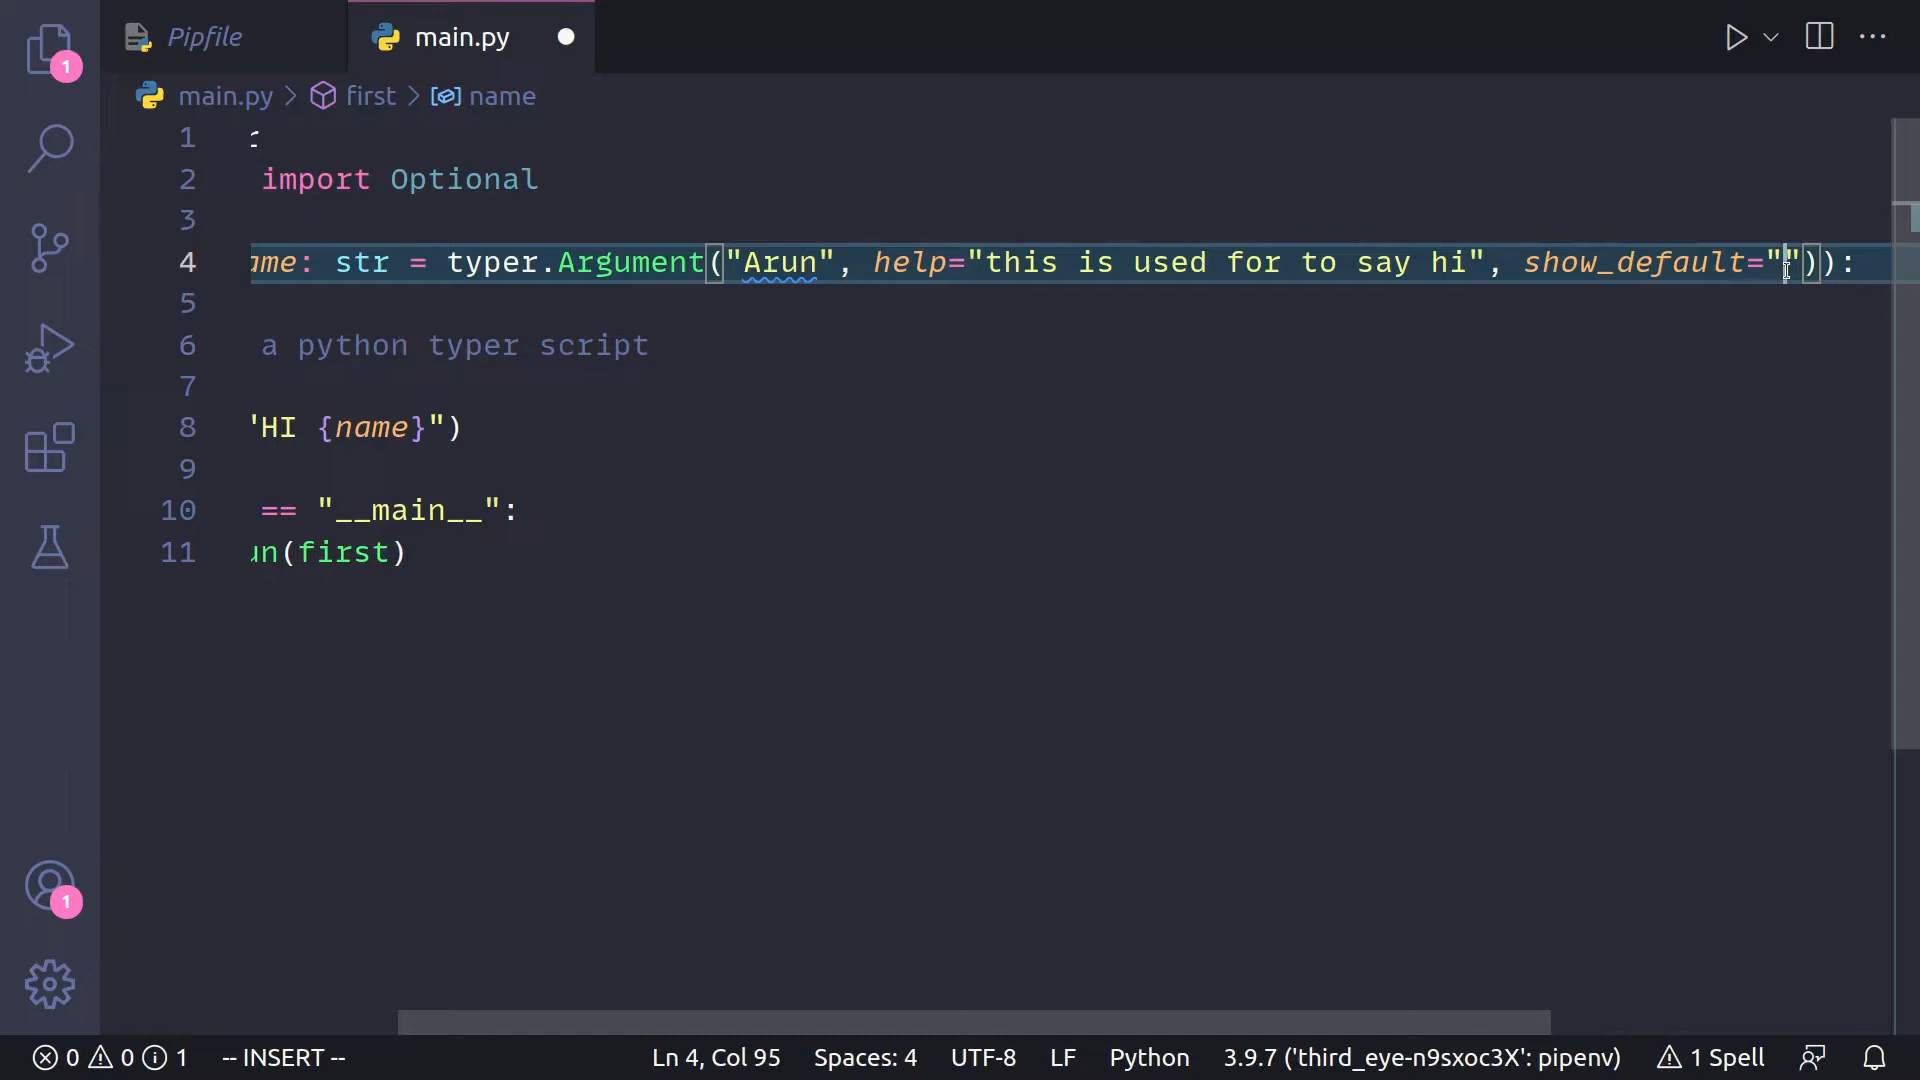 Pipfile
main.py
main.py > first > name
1
2 import Optional
3
4 ame: str = typer.Argument("Arun", help="this is used for to say hi", show_default="")):
5
6 a python typer script
7
8 "HI {name}")
9
10 == "__main__":
11 un(first)
1
1
0 0 1 -- INSERT -- Ln 4, Col 95 Spaces: 4 UTF-8 LF Python 3.9.7 ('third_eye-n9sxoc3X': pipenv) 1 Spell